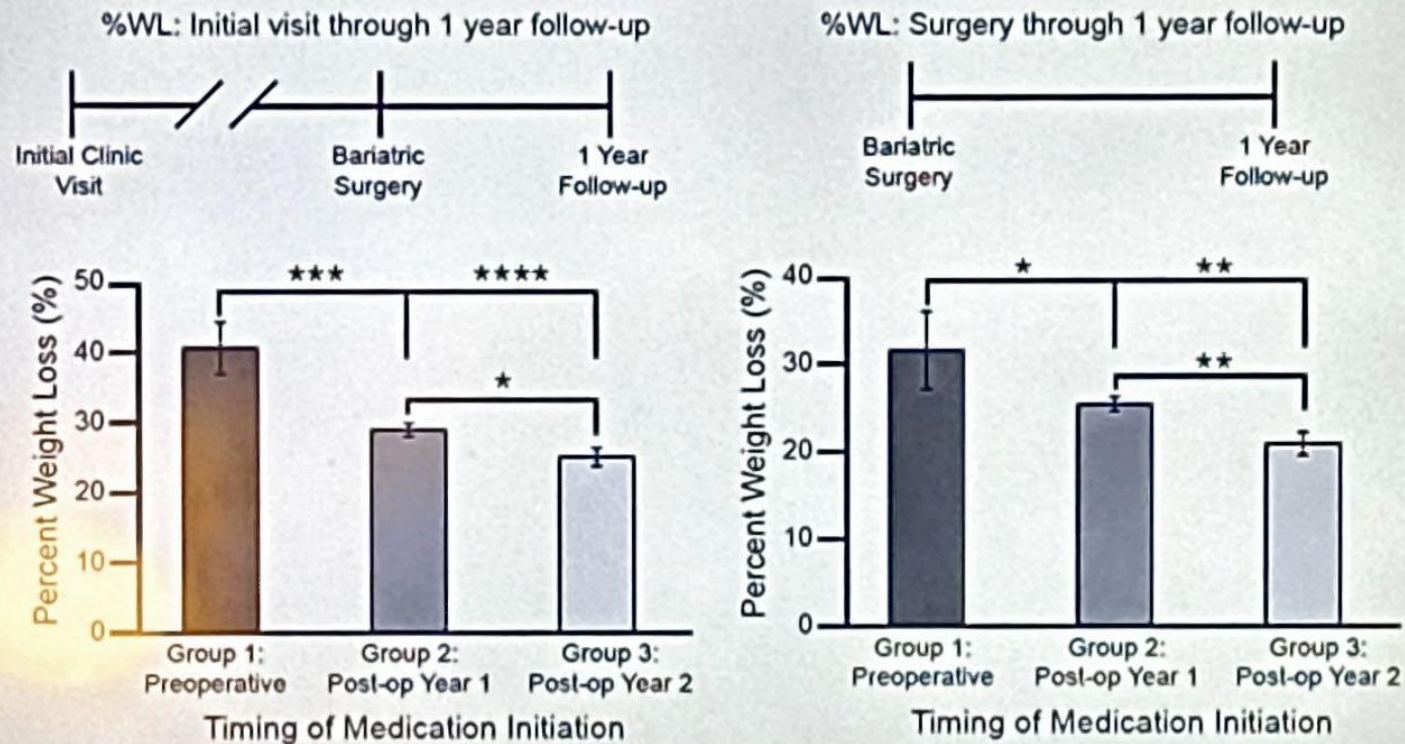 %WL: Initial visit through 1 year follow-up
Initial Clinic
Visit
Bariatric
Surgery
1 Year
Follow-up
Percent Weight Loss (%)
50
40
30
20
10
0
***
****
*
Group 1:
Preoperative
Group 2:
Post-op Year 1
Group 3:
Post-op Year 2
Timing of Medication Initiation
%WL: Surgery through 1 year follow-up
Bariatric
Surgery
1 Year
Follow-up
Percent Weight Loss (%)
40
30
20
10
0
*
**
**
Group 1:
Preoperative
Group 2:
Post-op Year 1
Group 3:
Post-op Year 2
Timing of Medication Initiation